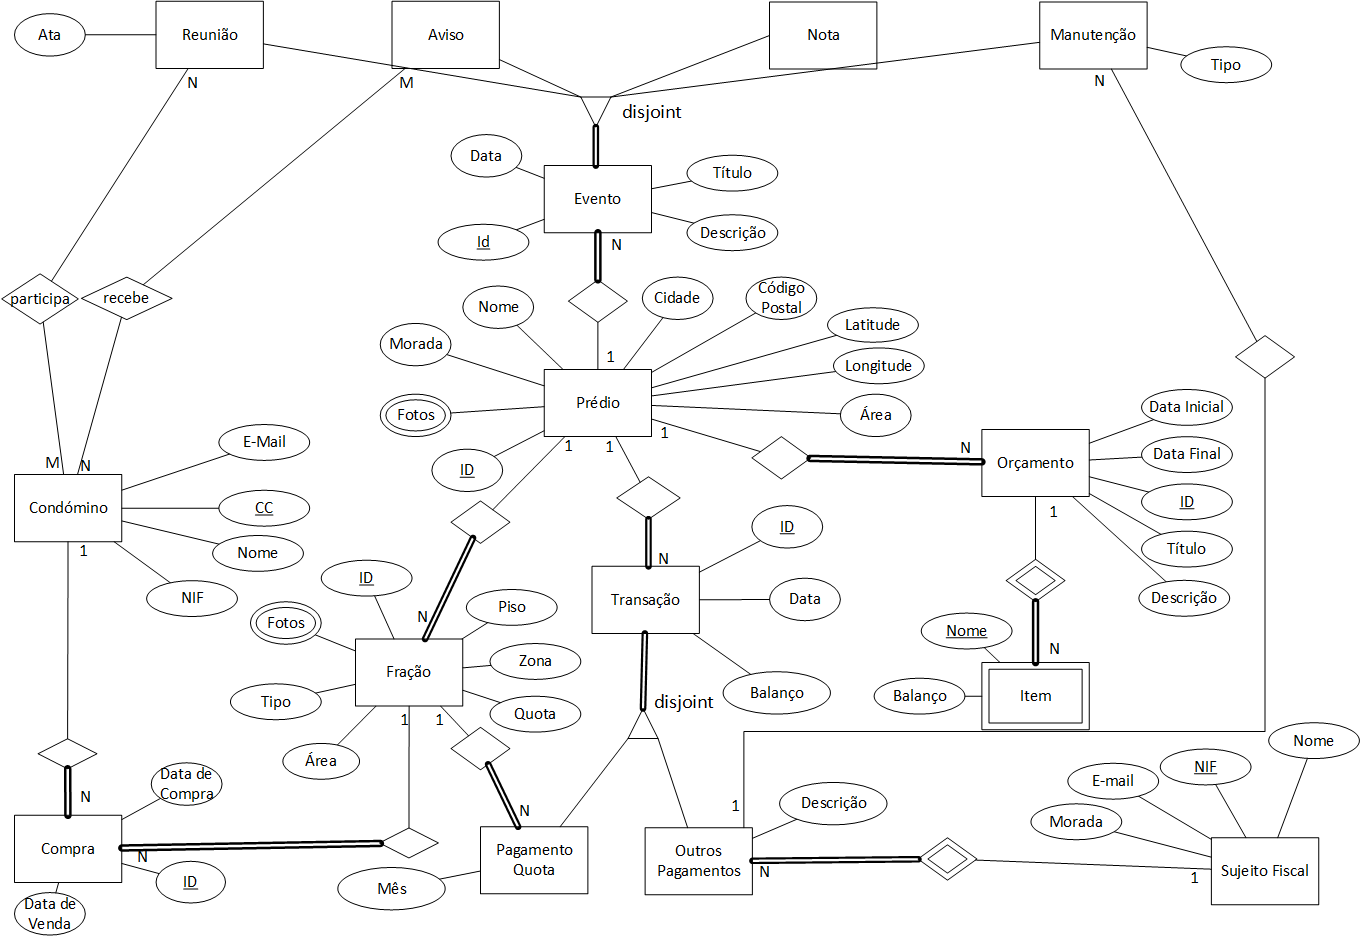 Ata
Reunião
Aviso
Nota
Manutenção
Tipo
N
M
N
disjoint
Data
Título
Evento
Id
Descrição
N
participa
recebe
Nome
Cidade
Código
Postal
Latitude
Morada
Longitude
1
Prédio
Fotos
Área
Data Inicial
1
E-Mail
1
1
N
Data Final
M
N
ID
Orçamento
Condómino
CC
ID
1
ID
1
Nome
Título
N
ID
NIF
Transação
Data
Descrição
Piso
N
Fotos
Nome
N
Zona
Fração
Tipo
Balanço
Balanço
Item
disjoint
Quota
1
1
Área
Nome
Data de
Compra
E-mail
NIF
N
N
1
Descrição
Morada
Compra
N
Pagamento
Quota
Outros
Pagamentos
N
Sujeito Fiscal
1
ID
Mês
Data de
Venda